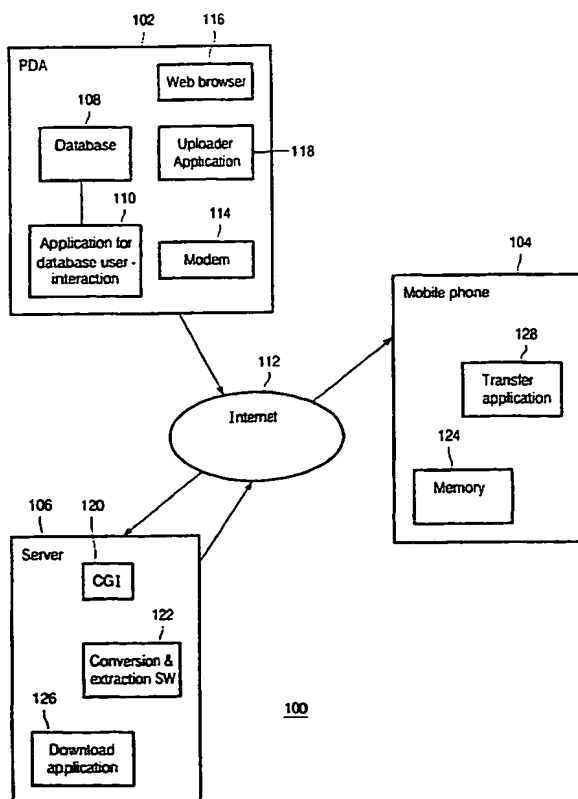 102
116
PDA
Web browser
108
Database
Uploader
Application
118
110
Application for
database user -
interaction
114
Modem
104
Mobile phone
128
Transfer
application
124
Memory
112
Internet
106
120
Server
CGI
122
Conversion &
extraction SW
126
Download
application
100